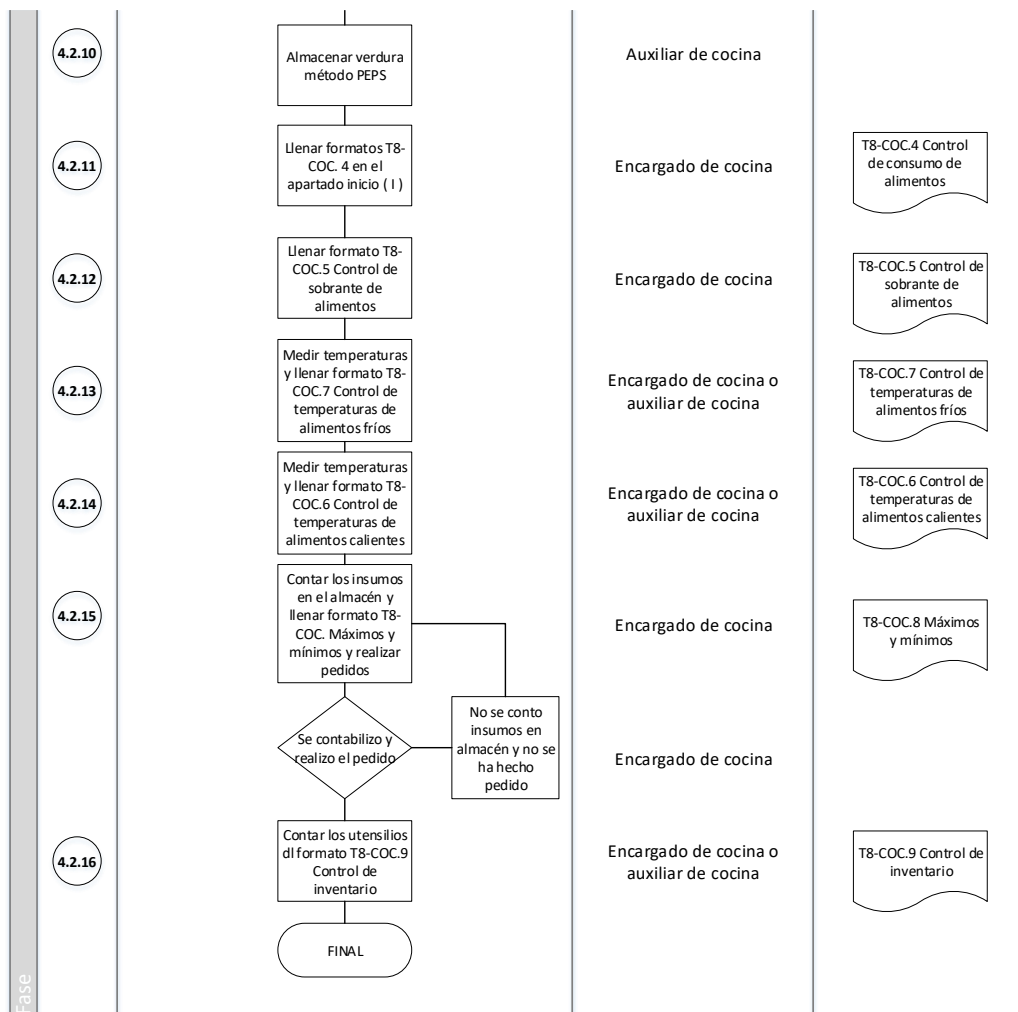 4.2.10
Almacenar verdura
método PEPS
Auxiliar de cocina
4.2.11
Llenar formatos T8-
COC. 4 en el
apartado inicio ( I )
Encargado de cocina
T8-COC.4 Control
de consumo de
alimentos
4.2.12
Llenar formato T8-
COC.5 Control de
sobrante de
alimentos
Encargado de cocina
T8-COC.5 Control de
sobrante de
alimentos
4.2.13
Medir temperaturas
y llenar formato T8-
COC.7 Control de
temperaturas de
alimentos fríos
Encargado de cocina o
auxiliar de cocina
T8-COC.7 Control de
temperaturas de
alimentos fríos
4.2.14
Medir temperaturas
y llenar formato T8-
COC.6 Control de
temperaturas de
alimentos calientes
Encargado de cocina o
auxiliar de cocina
T8-COC.6 Control de
temperaturas de
alimentos calientes
4.2.15
Contar los insumos
en el almacén y
llenar formato T8-
COC. Máximos y
mínimos y realizar
pedidos
Encargado de cocina
T8-COC.8 Máximos
y mínimos
Se contabilizo y
realizo el pedido
No se conto
insumos en
almacén y no se
ha hecho
pedido
Encargado de cocina
4.2.16
Contar los utensilios
dl formato T8-COC.9
Control de
inventario
Encargado de cocina o
auxiliar de cocina
T8-COC.9 Control de
inventario
FINAL
Fase